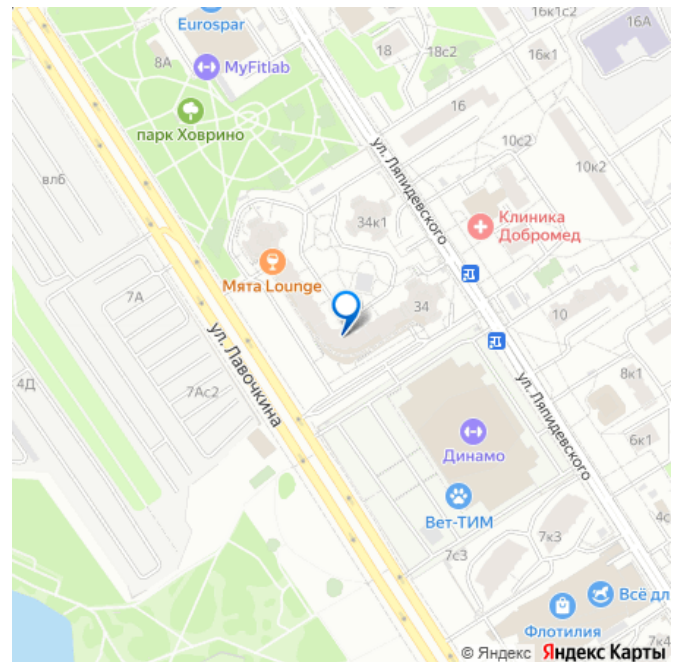 Eurospar
16к1с2
16А
8А
MyFitlab
18
18с2
16к1
парк Ховрино
16
ул. Ляпидевского
10с2
10к2
вл6
34к1
Клиника
Добромед
Мята Lounge
7А
34
10
ул. Лавочкина
4Д
7Ас2
ул. Ляпидевского
8к1
Динамо
6к1
Вет-ТИМ
4с
7к3
7с3
Всё дл
Флотилия
7к4
© Яндекс Яндекс Карты